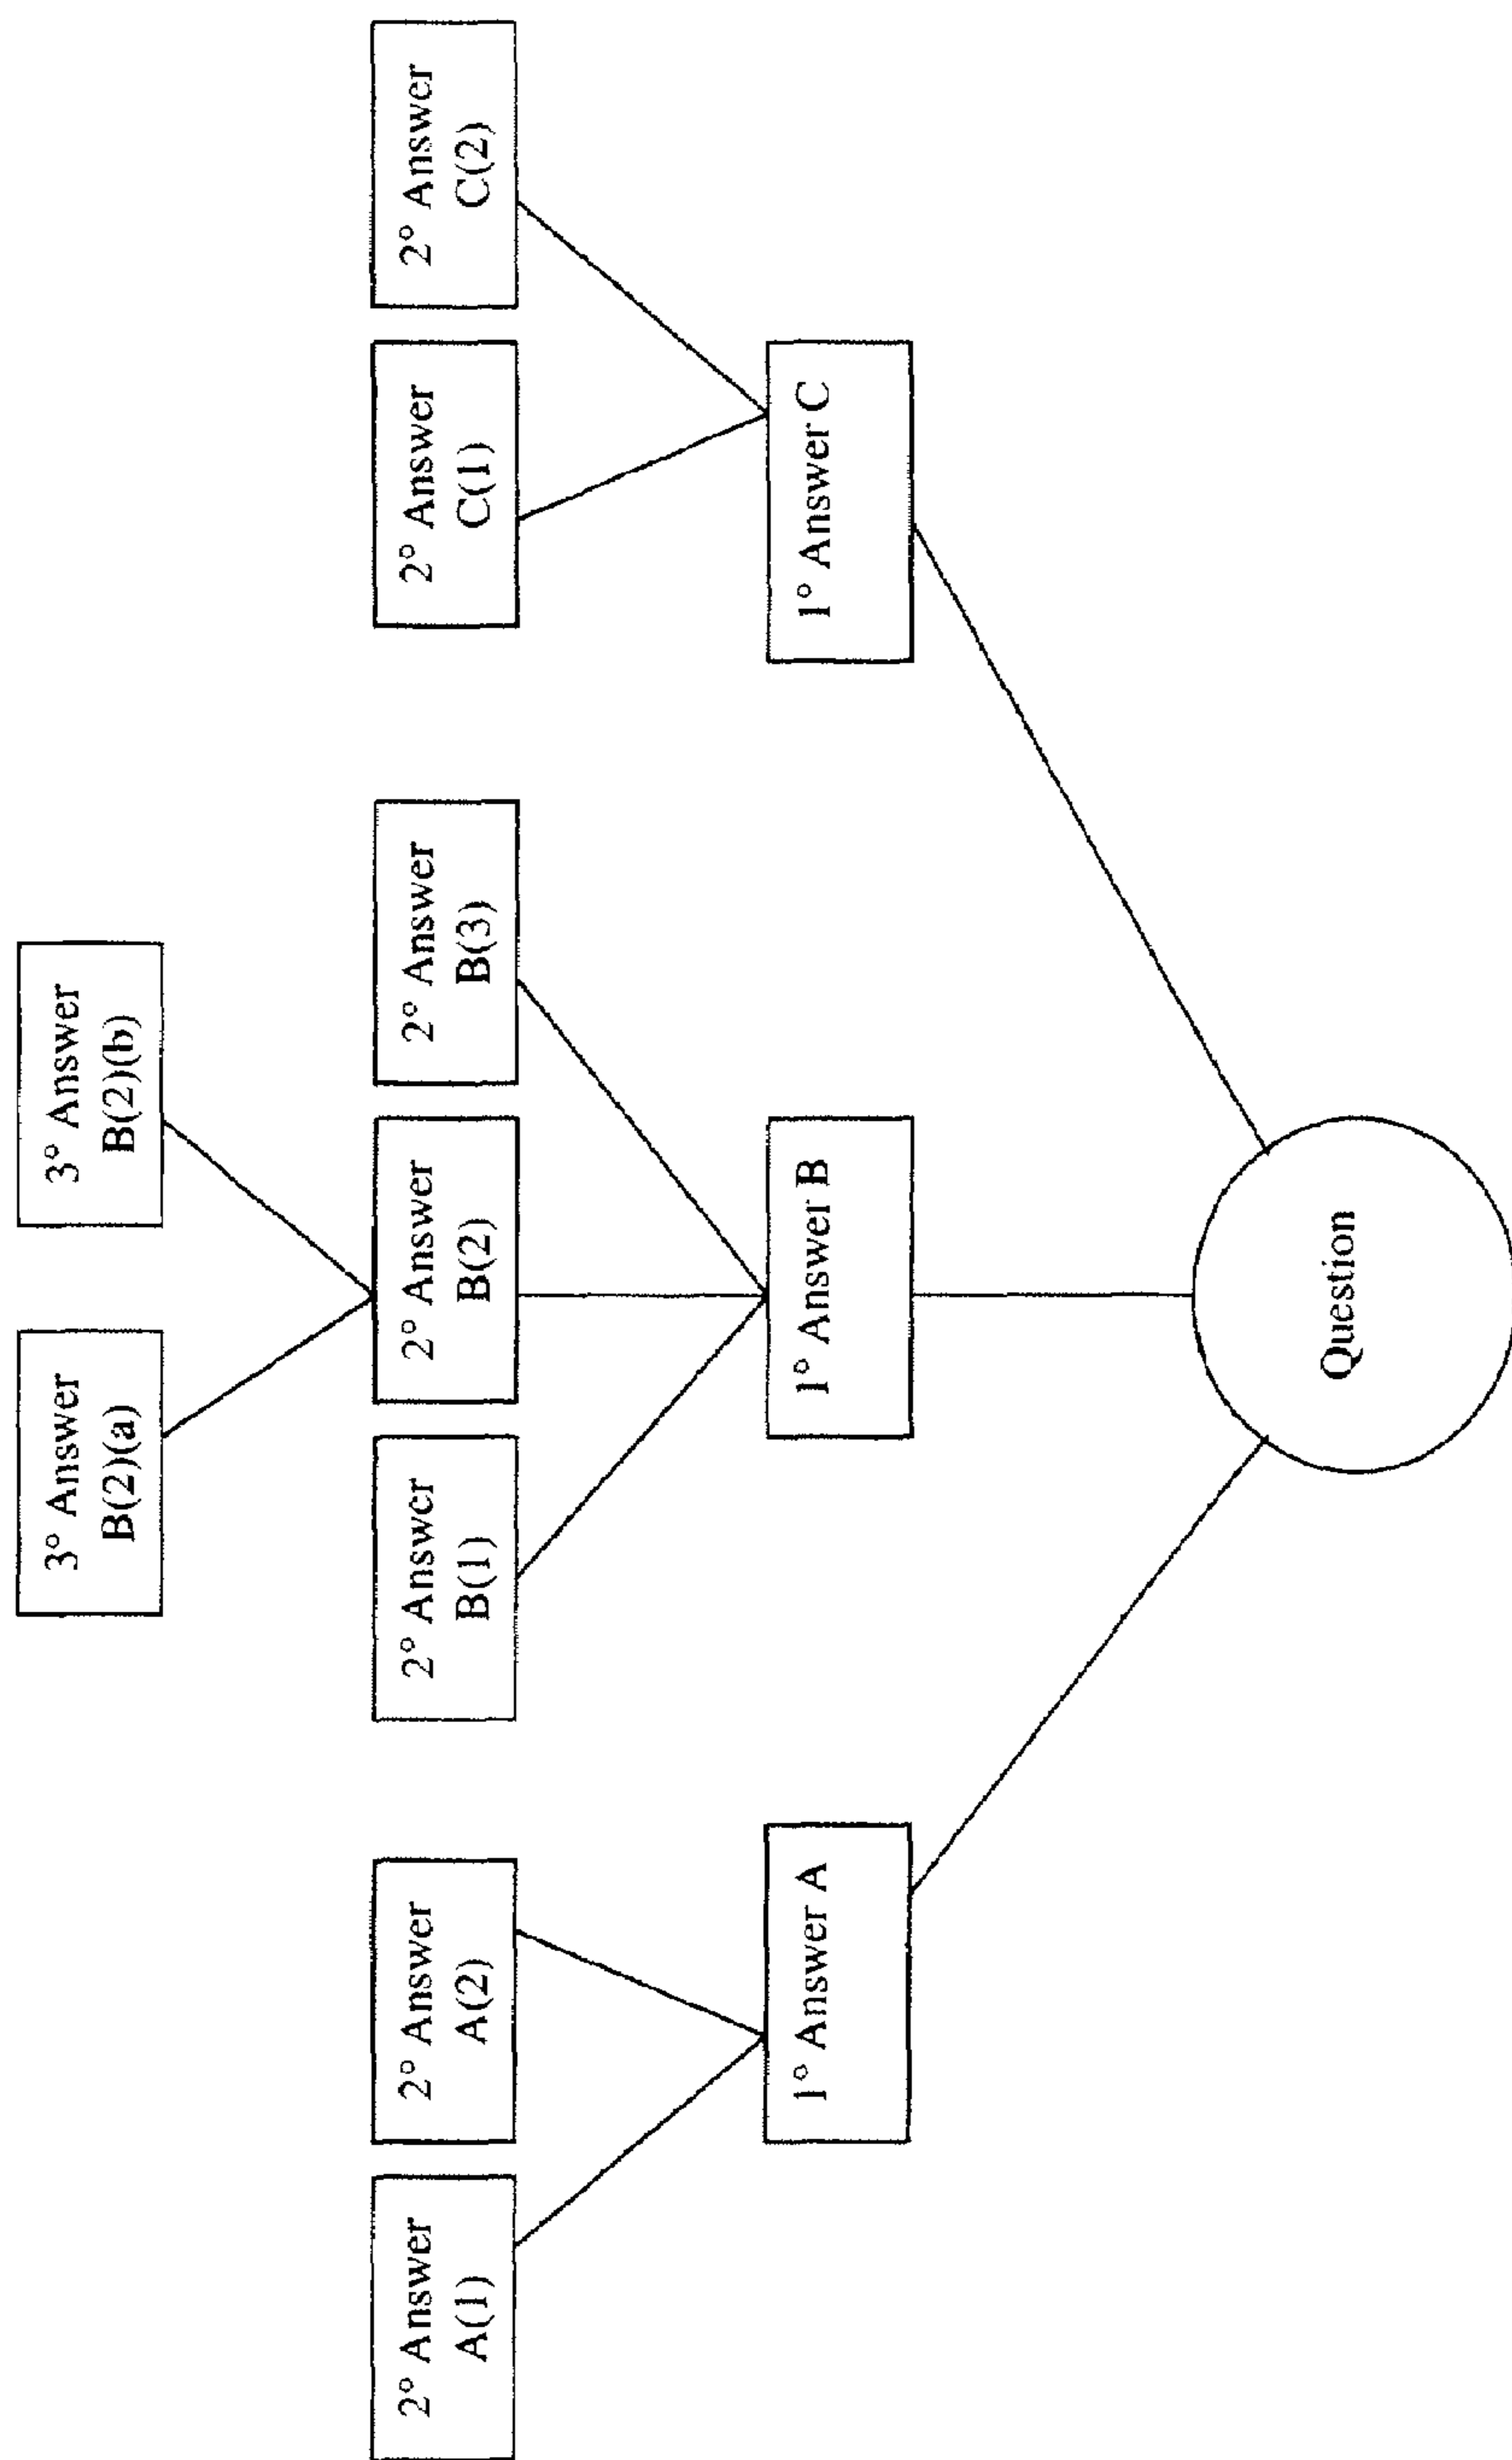 3° Answer
B(2)(a)
3° Answer
B(2)(b)
2° Answer
A(1)
2° Answer
A(2)
2° Answer
B(1)
2° Answer
B(2)
2° Answer
B(3)
2° Answer
C(1)
2° Answer
C(2)
1° Answer A
1° Answer B
1° Answer C
Question